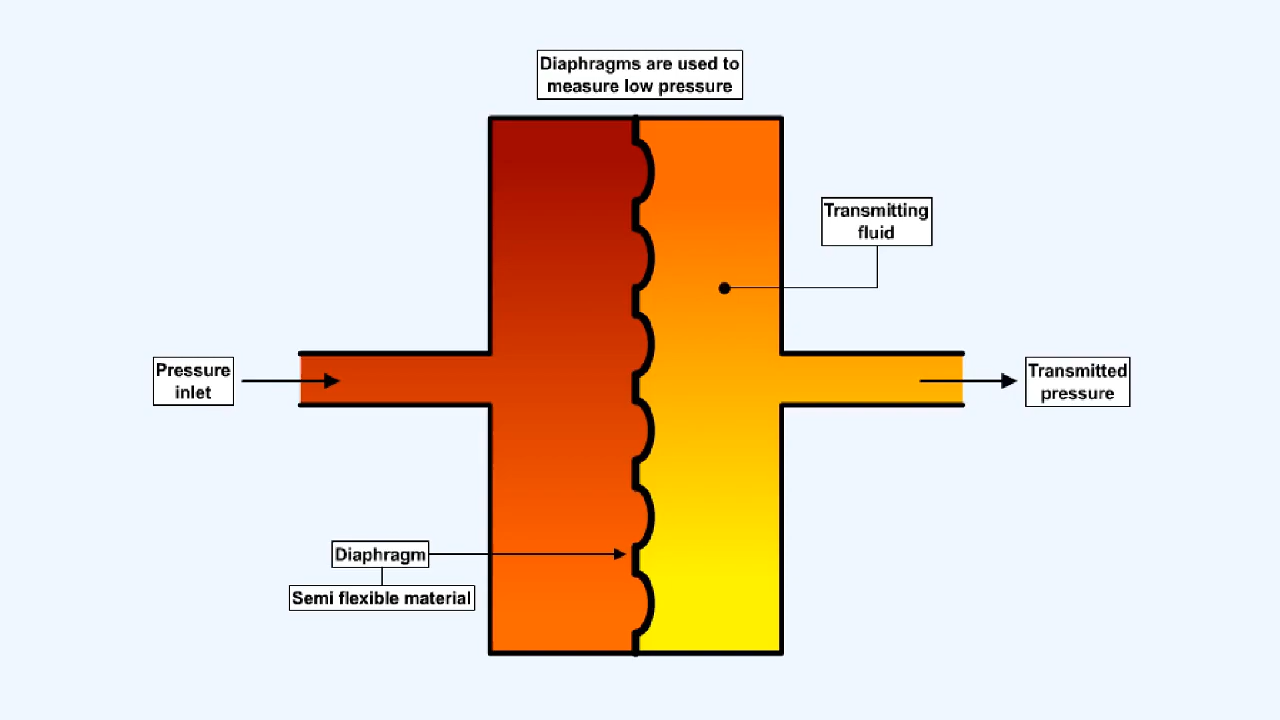 Diaphragms are used to
measure low pressure
Transmitting
fluid
Pressure
inlet
Transmitted
pressure
Diaphragm
Semi flexible material